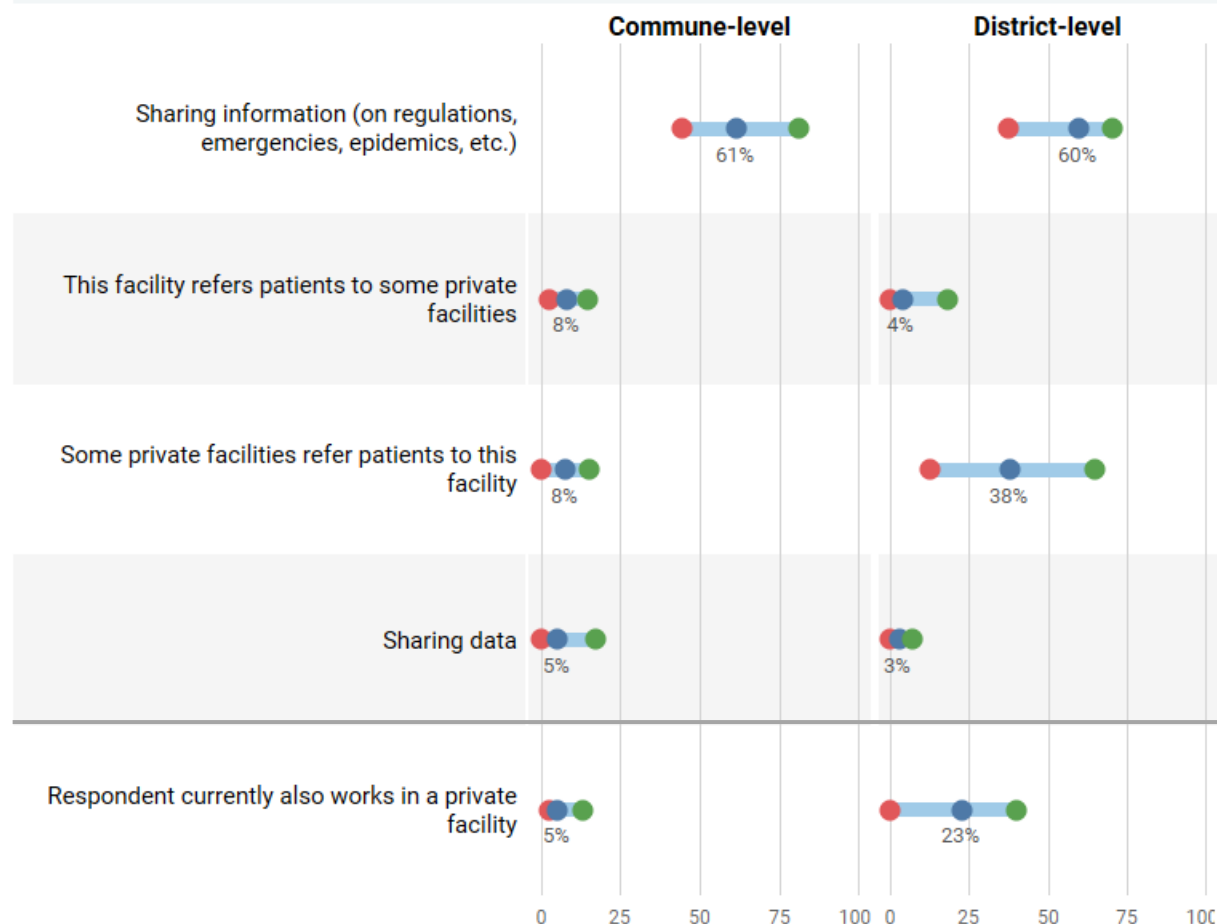 Commune-level
District-level
Sharing information (on regulations,
emergencies, epidemics, etc.)
61%
60%
This facility refers patients to some private
facilities
8%
4%
Some private facilities refer patients to this
facility
8%
38%
Sharing data
5%
3%
Respondent currently also works in a private
facility
5%
23%
0 25 50 75 100 0 25 50 75 100